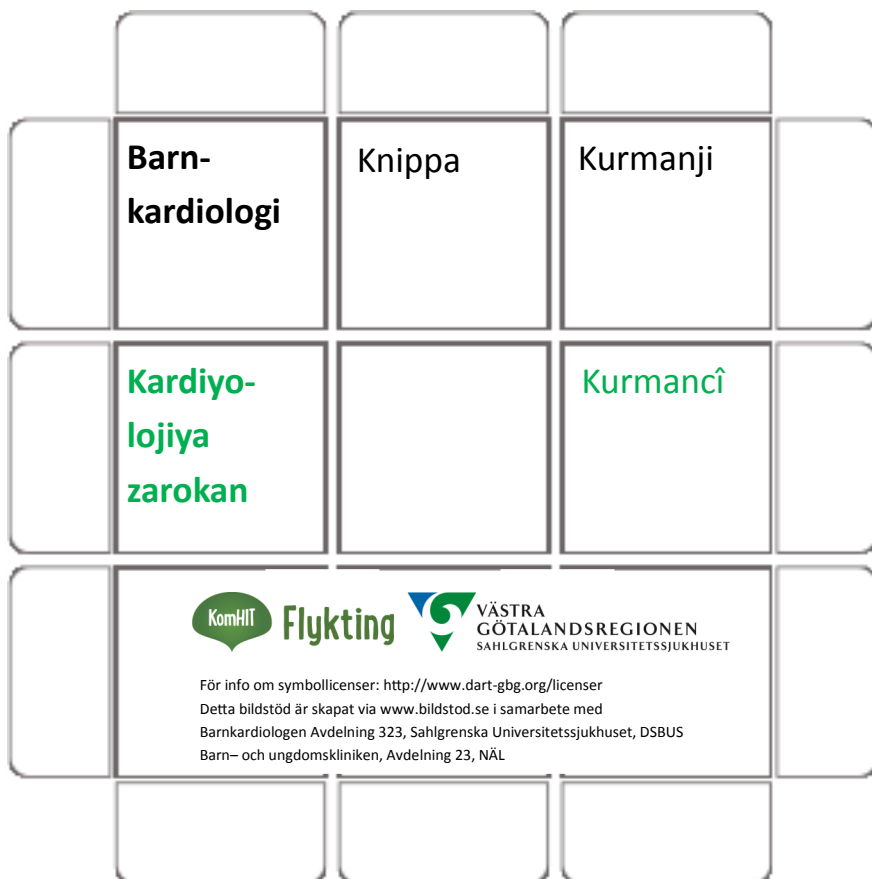 Barn-
kardiologi
Knippa
Kurmanji
Kardiyo-
lojiya
zarokan
Kurmancî
KomHIT Flykting
VÄSTRA
GÖTALANDSREGIONEN
SAHLGRENSKA UNIVERSITETSSJUKHUSET
För info om symbollicenser: http://www.dart-gbg.org/licenser
Detta bildstöd är skapat via www.bildstod.se i samarbete med
Barnkardiologen Avdelning 323, Sahlgrenska Universitetssjukhuset, DSBUS
Barn– och ungdomskliniken, Avdelning 23, NÄL